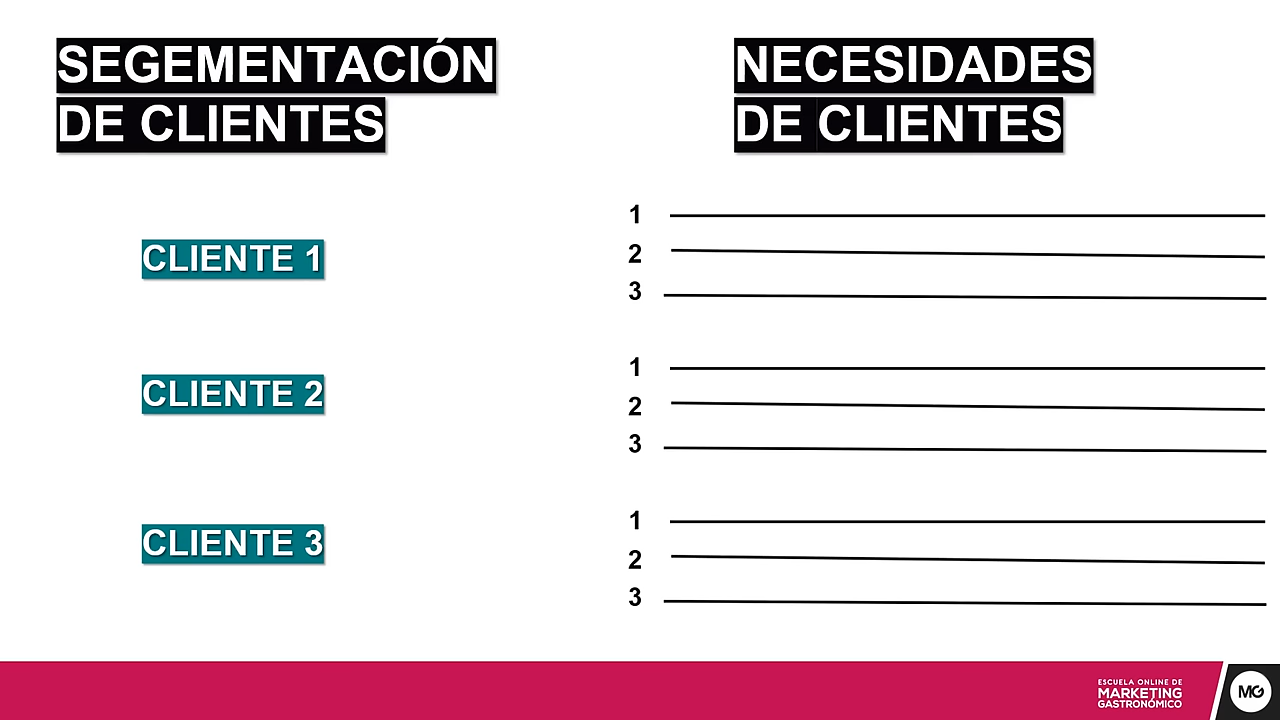 SEGEMENTACIÓN
DE CLIENTES
NECESIDADES
DE CLIENTES
CLIENTE 1
1
2
3
CLIENTE 2
1
2
3
CLIENTE 3
1
2
3
ESCUELA ONLINE DE
MARKETING
GASTRONÓMICO
MG